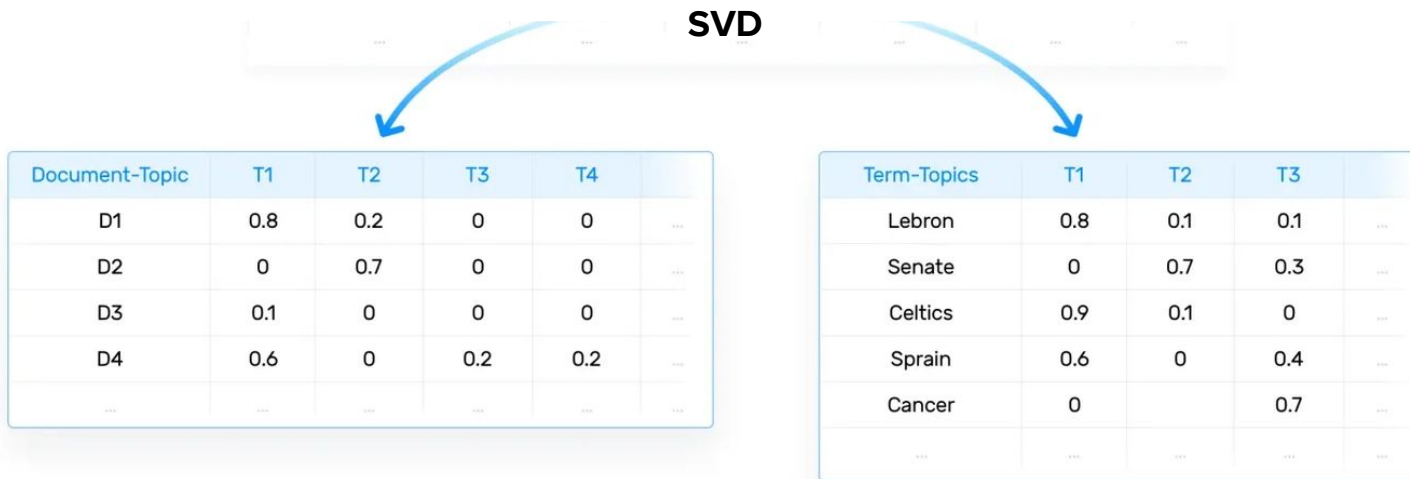 SVD
... ... ... ... ... ...
Document-Topic T1 T2 T3 T4
D1 0.8 0.2 0 0 ...
D2 0 0.7 0 0 ...
D3 0.1 0 0 0 ...
D4 0.6 0 0.2 0.2 ...
... ... ... ... ... ...
Term-Topics T1 T2 T3
Lebron 0.8 0.1 0.1 ...
Senate 0 0.7 0.3 ...
Celtics 0.9 0.1 0 ...
Sprain 0.6 0 0.4 ...
Cancer 0 0.7 ...
... ... ... ... ...